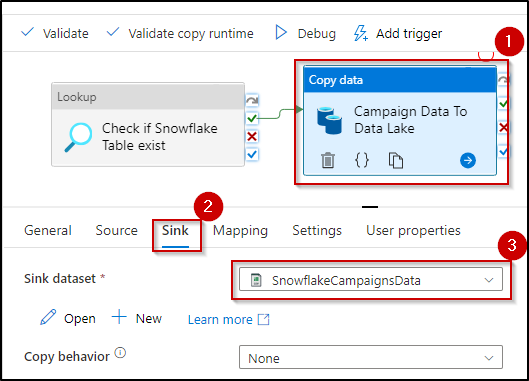 Validate Validate copy runtime Debug Add trigger
1
Lookup
Check if Snowflake
Table exist
Copy data
Campaign Data To
Data Lake
{}
2
General Source Sink Mapping Settings User properties
3
Sink dataset * SnowflakeCampaignsData
Open New Learn more
Copy behavior None